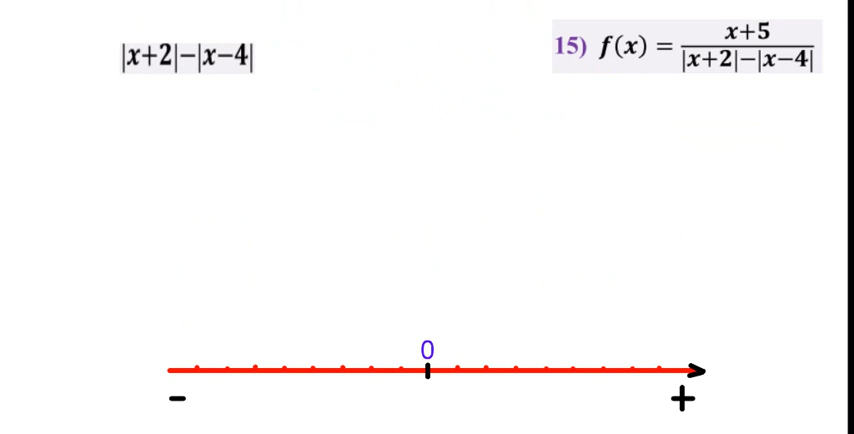 |x+2|−|x−4|
15) f(x) = x+5 / |x+2|−|x−4|
0
- +